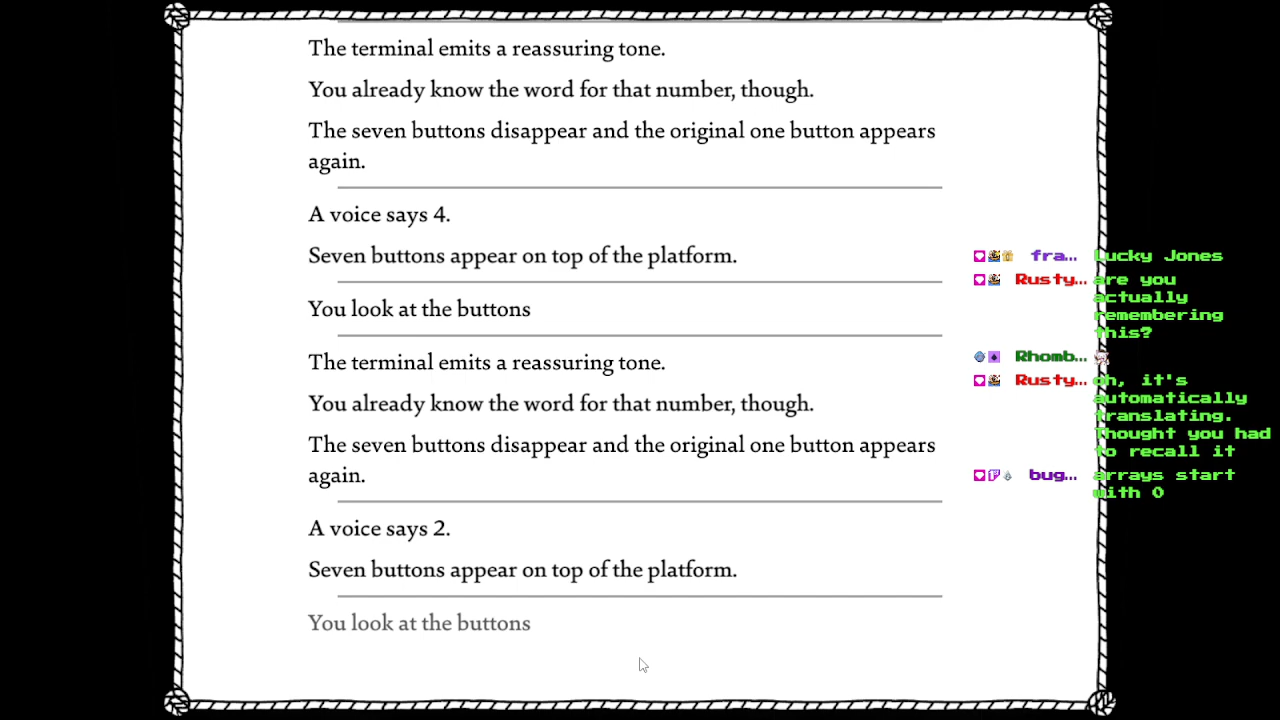 The terminal emits a reassuring tone.
You already know the word for that number, though.
The seven buttons disappear and the original one button appears
again.
A voice says 4.
Seven buttons appear on top of the platform.
You look at the buttons
The terminal emits a reassuring tone.
You already know the word for that number, though.
The seven buttons disappear and the original one button appears
again.
A voice says 2.
Seven buttons appear on top of the platform.
You look at the buttons
fra... Lucky Jones
Rusty... are you
actually
remembering
this?
Rhomb...
Rusty... oh, it's
automatically
translating.
Thought you had
to recall it
bug... arrays start
with 0